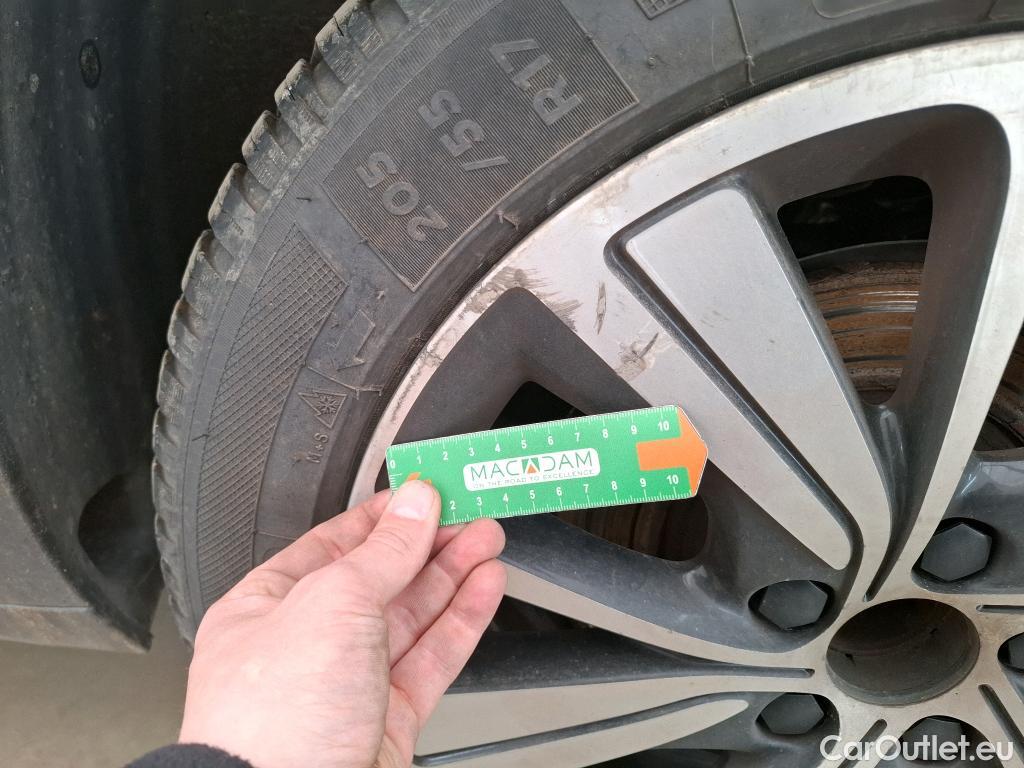 205
/55
R17
M+S
0 1 2 3 4 5 6 7 8 9 10
MACADAM
ON THE ROAD TO EXCELLENCE
2 3 4 5 6 7 8 9 10
CarOutlet.eu